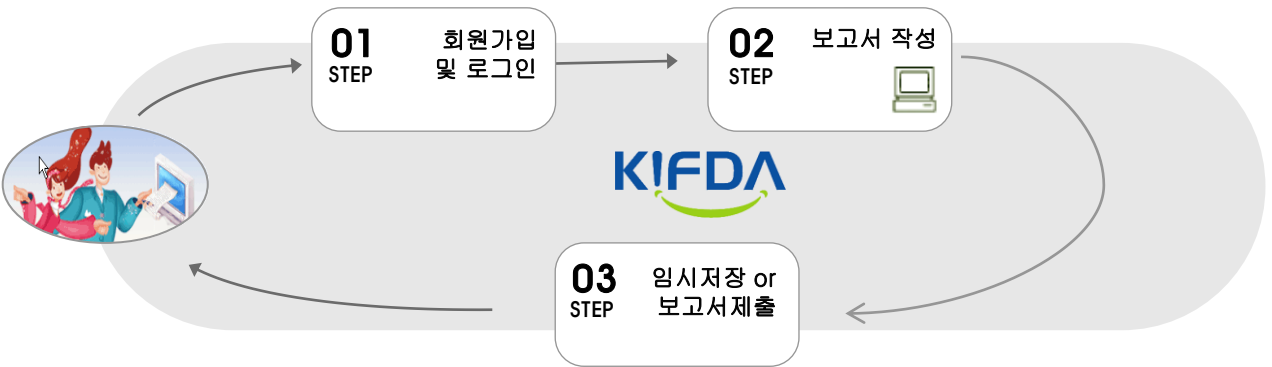 01
STEP
회원가입
및 로그인
02
STEP
보고서 작성
KIFDA
03
STEP
임시저장 or
보고서제출